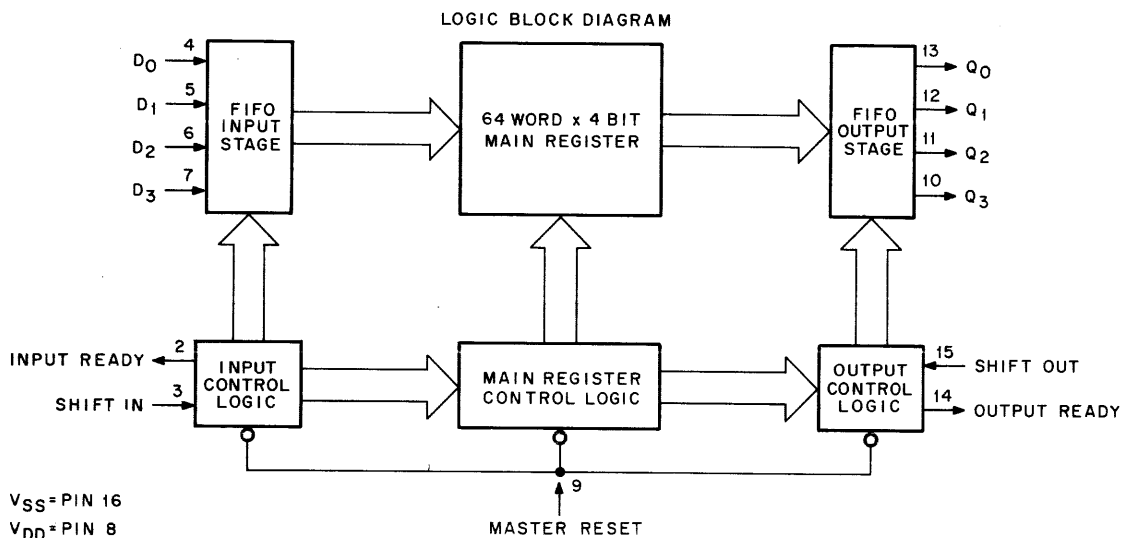 LOGIC BLOCK DIAGRAM
D0 4
D1 5
D2 6
D3 7
FIFO
INPUT
STAGE
64 WORD x 4 BIT
MAIN REGISTER
FIFO
OUTPUT
STAGE
13 Q0
12 Q1
11 Q2
10 Q3
INPUT READY 2
SHIFT IN 3
INPUT
CONTROL
LOGIC
MAIN REGISTER
CONTROL LOGIC
OUTPUT
CONTROL
LOGIC
15 SHIFT OUT
14 OUTPUT READY
9
MASTER RESET
VSS = PIN 16
VDD = PIN 8